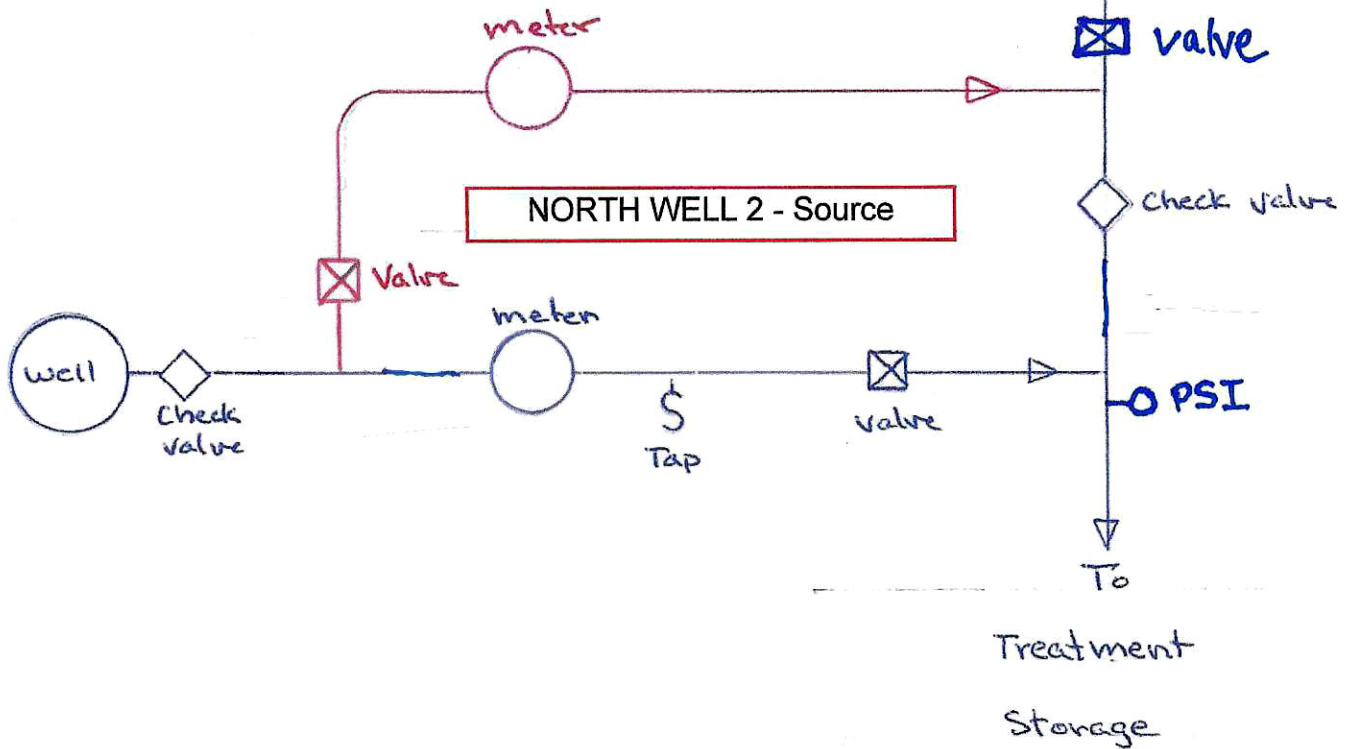 meter
valve
NORTH WELL 2 - Source
Check valve
Valve
meter
well
Check
valve
$
Tap
valve
PSI
To
Treatment
Storage